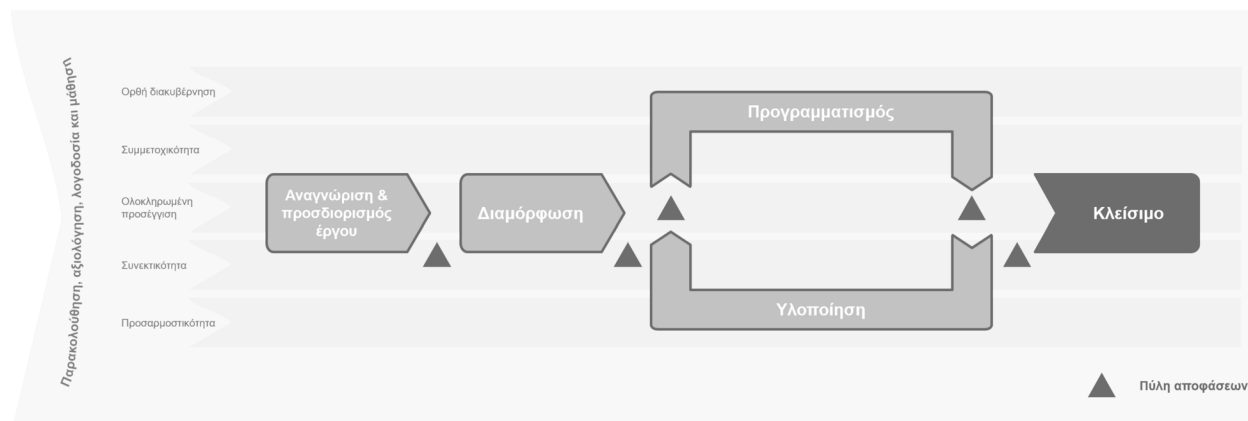 Παρακολούθηση, αξιολόγηση, λογοδοσία και μάθηση
Ορθή διακυβέρνηση
Συμμετοχικότητα
Ολοκληρωμένη
προσέγγιση
Συνεκτικότητα
Προσαρμοστικότητα
Αναγνώριση &
προσδιορισμός
έργου
Διαμόρφωση
Προγραμματισμός
Υλοποίηση
Κλείσιμο
Πύλη αποφάσεων